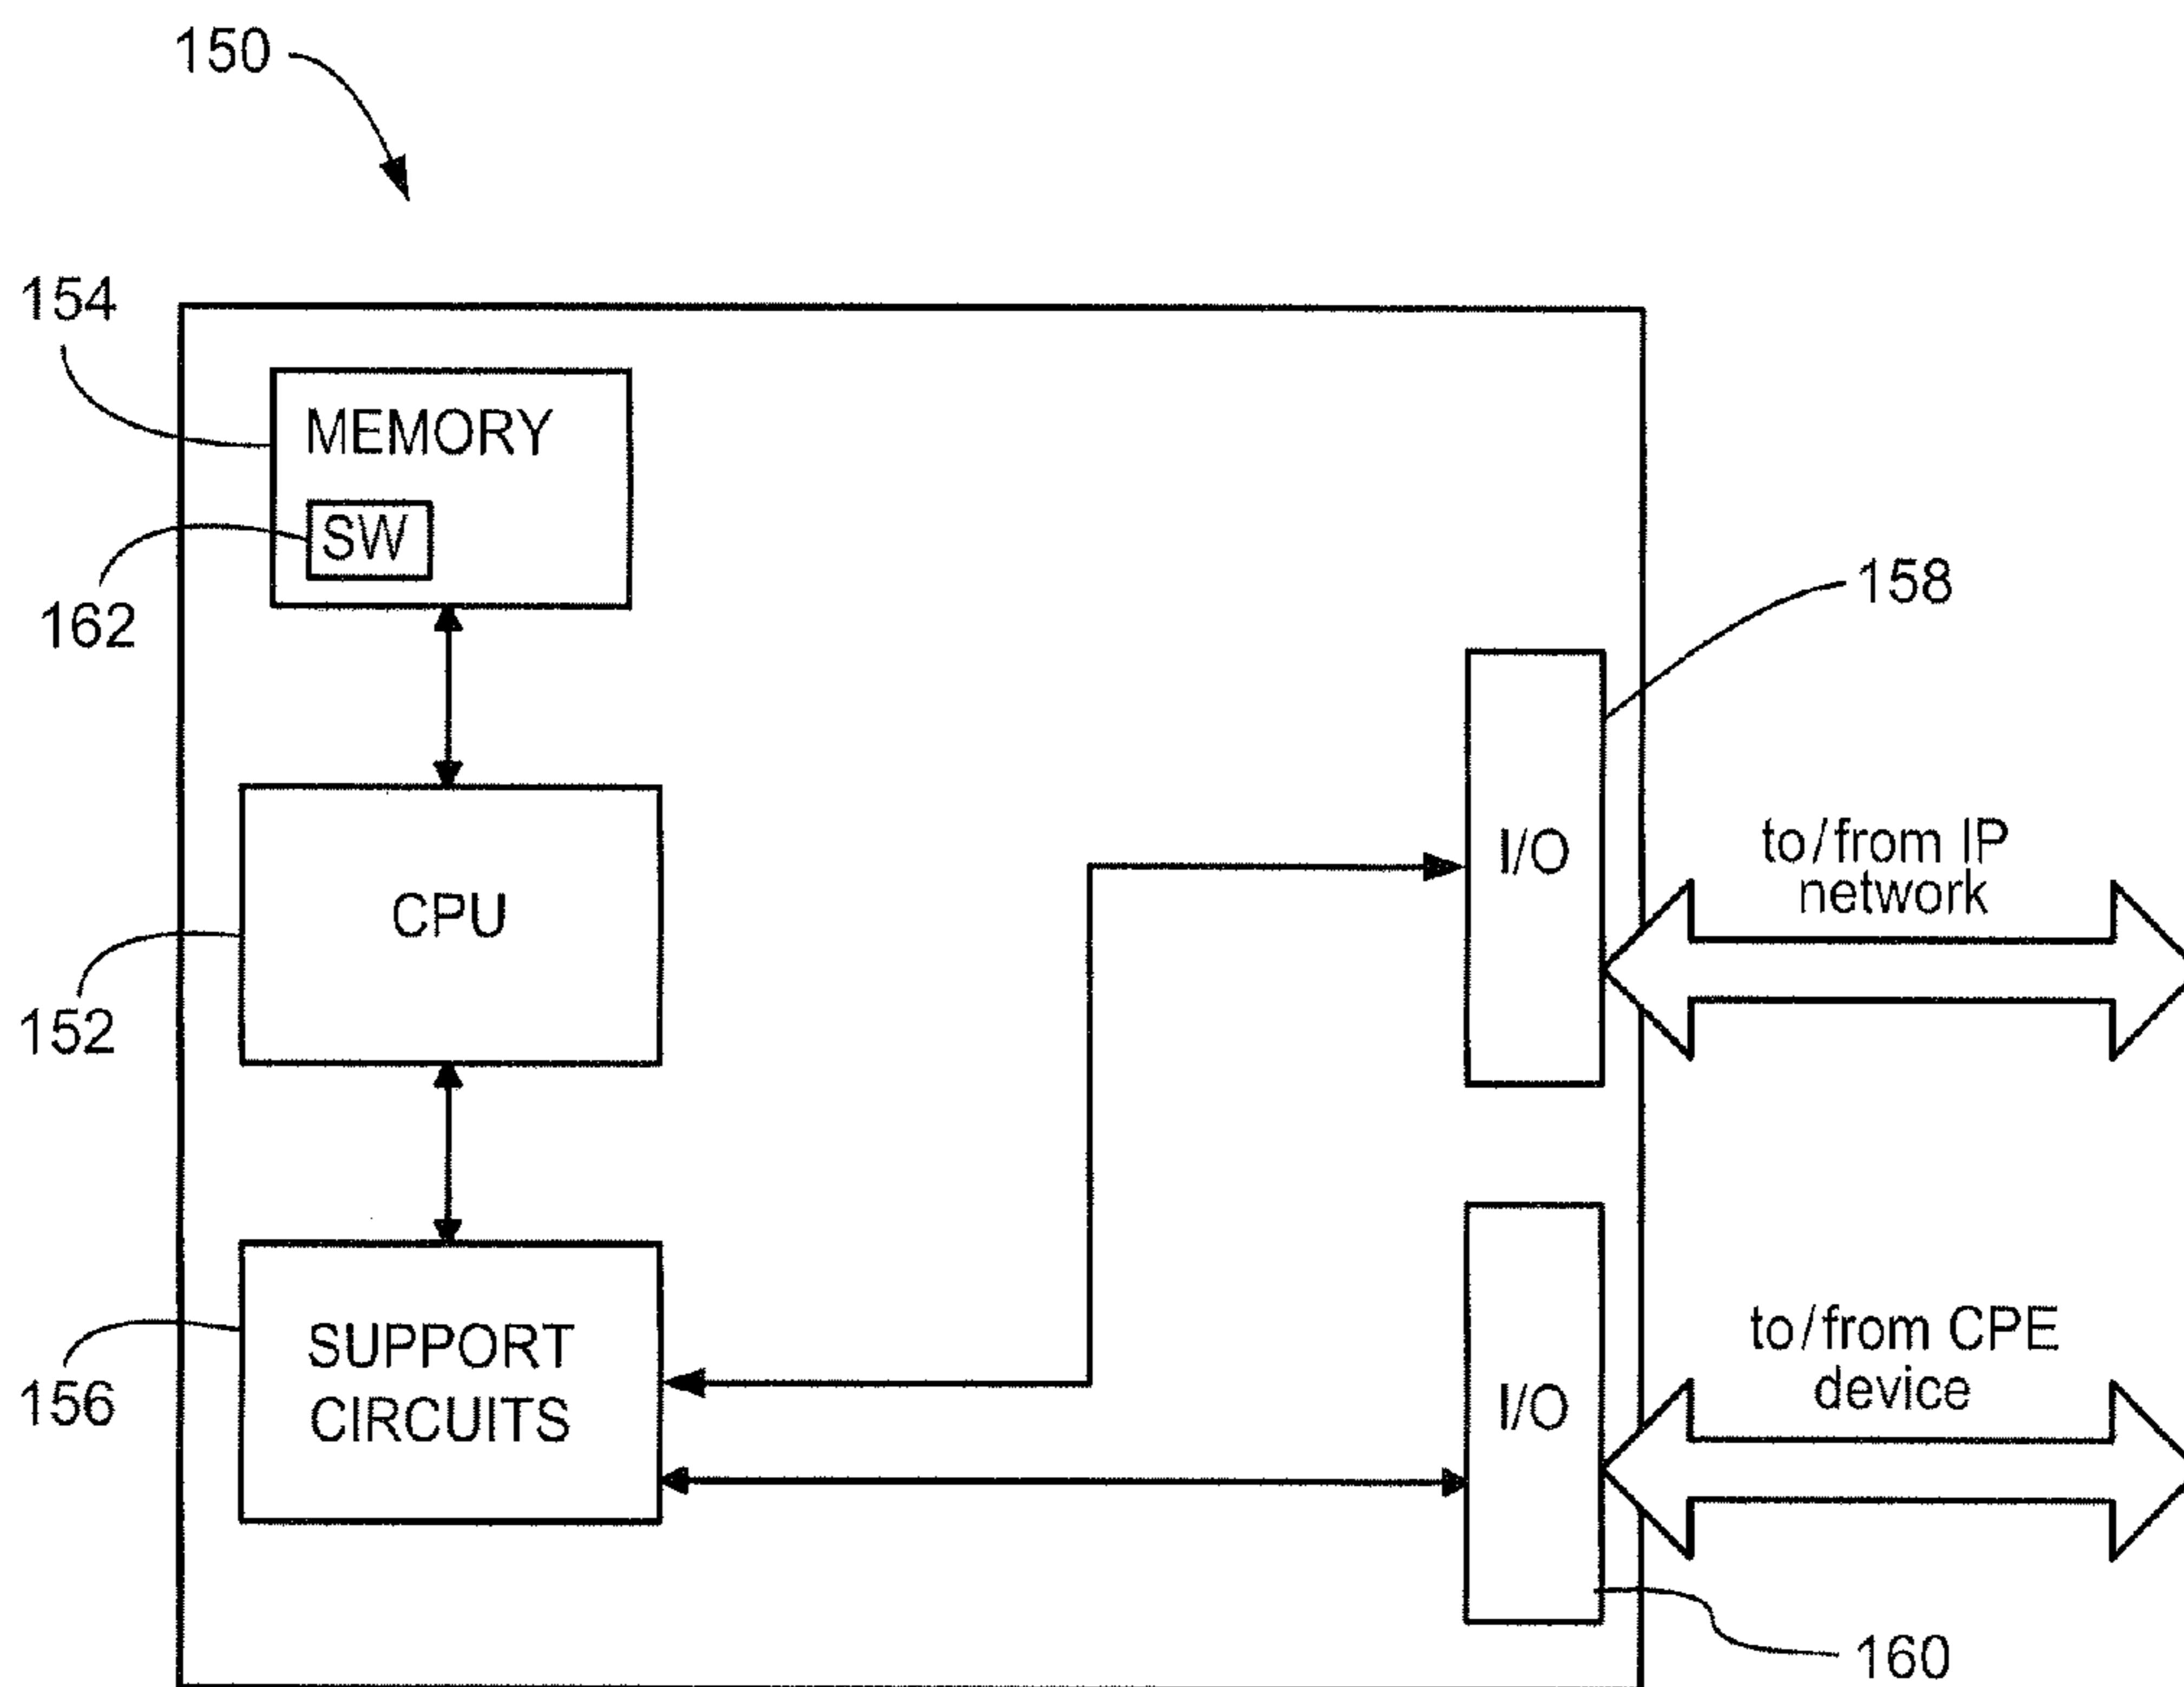 150
154
MEMORY
SW
162
158
I/O
to/from IP
network
CPU
152
SUPPORT
CIRCUITS
156
I/O
to/from CPE
device
160